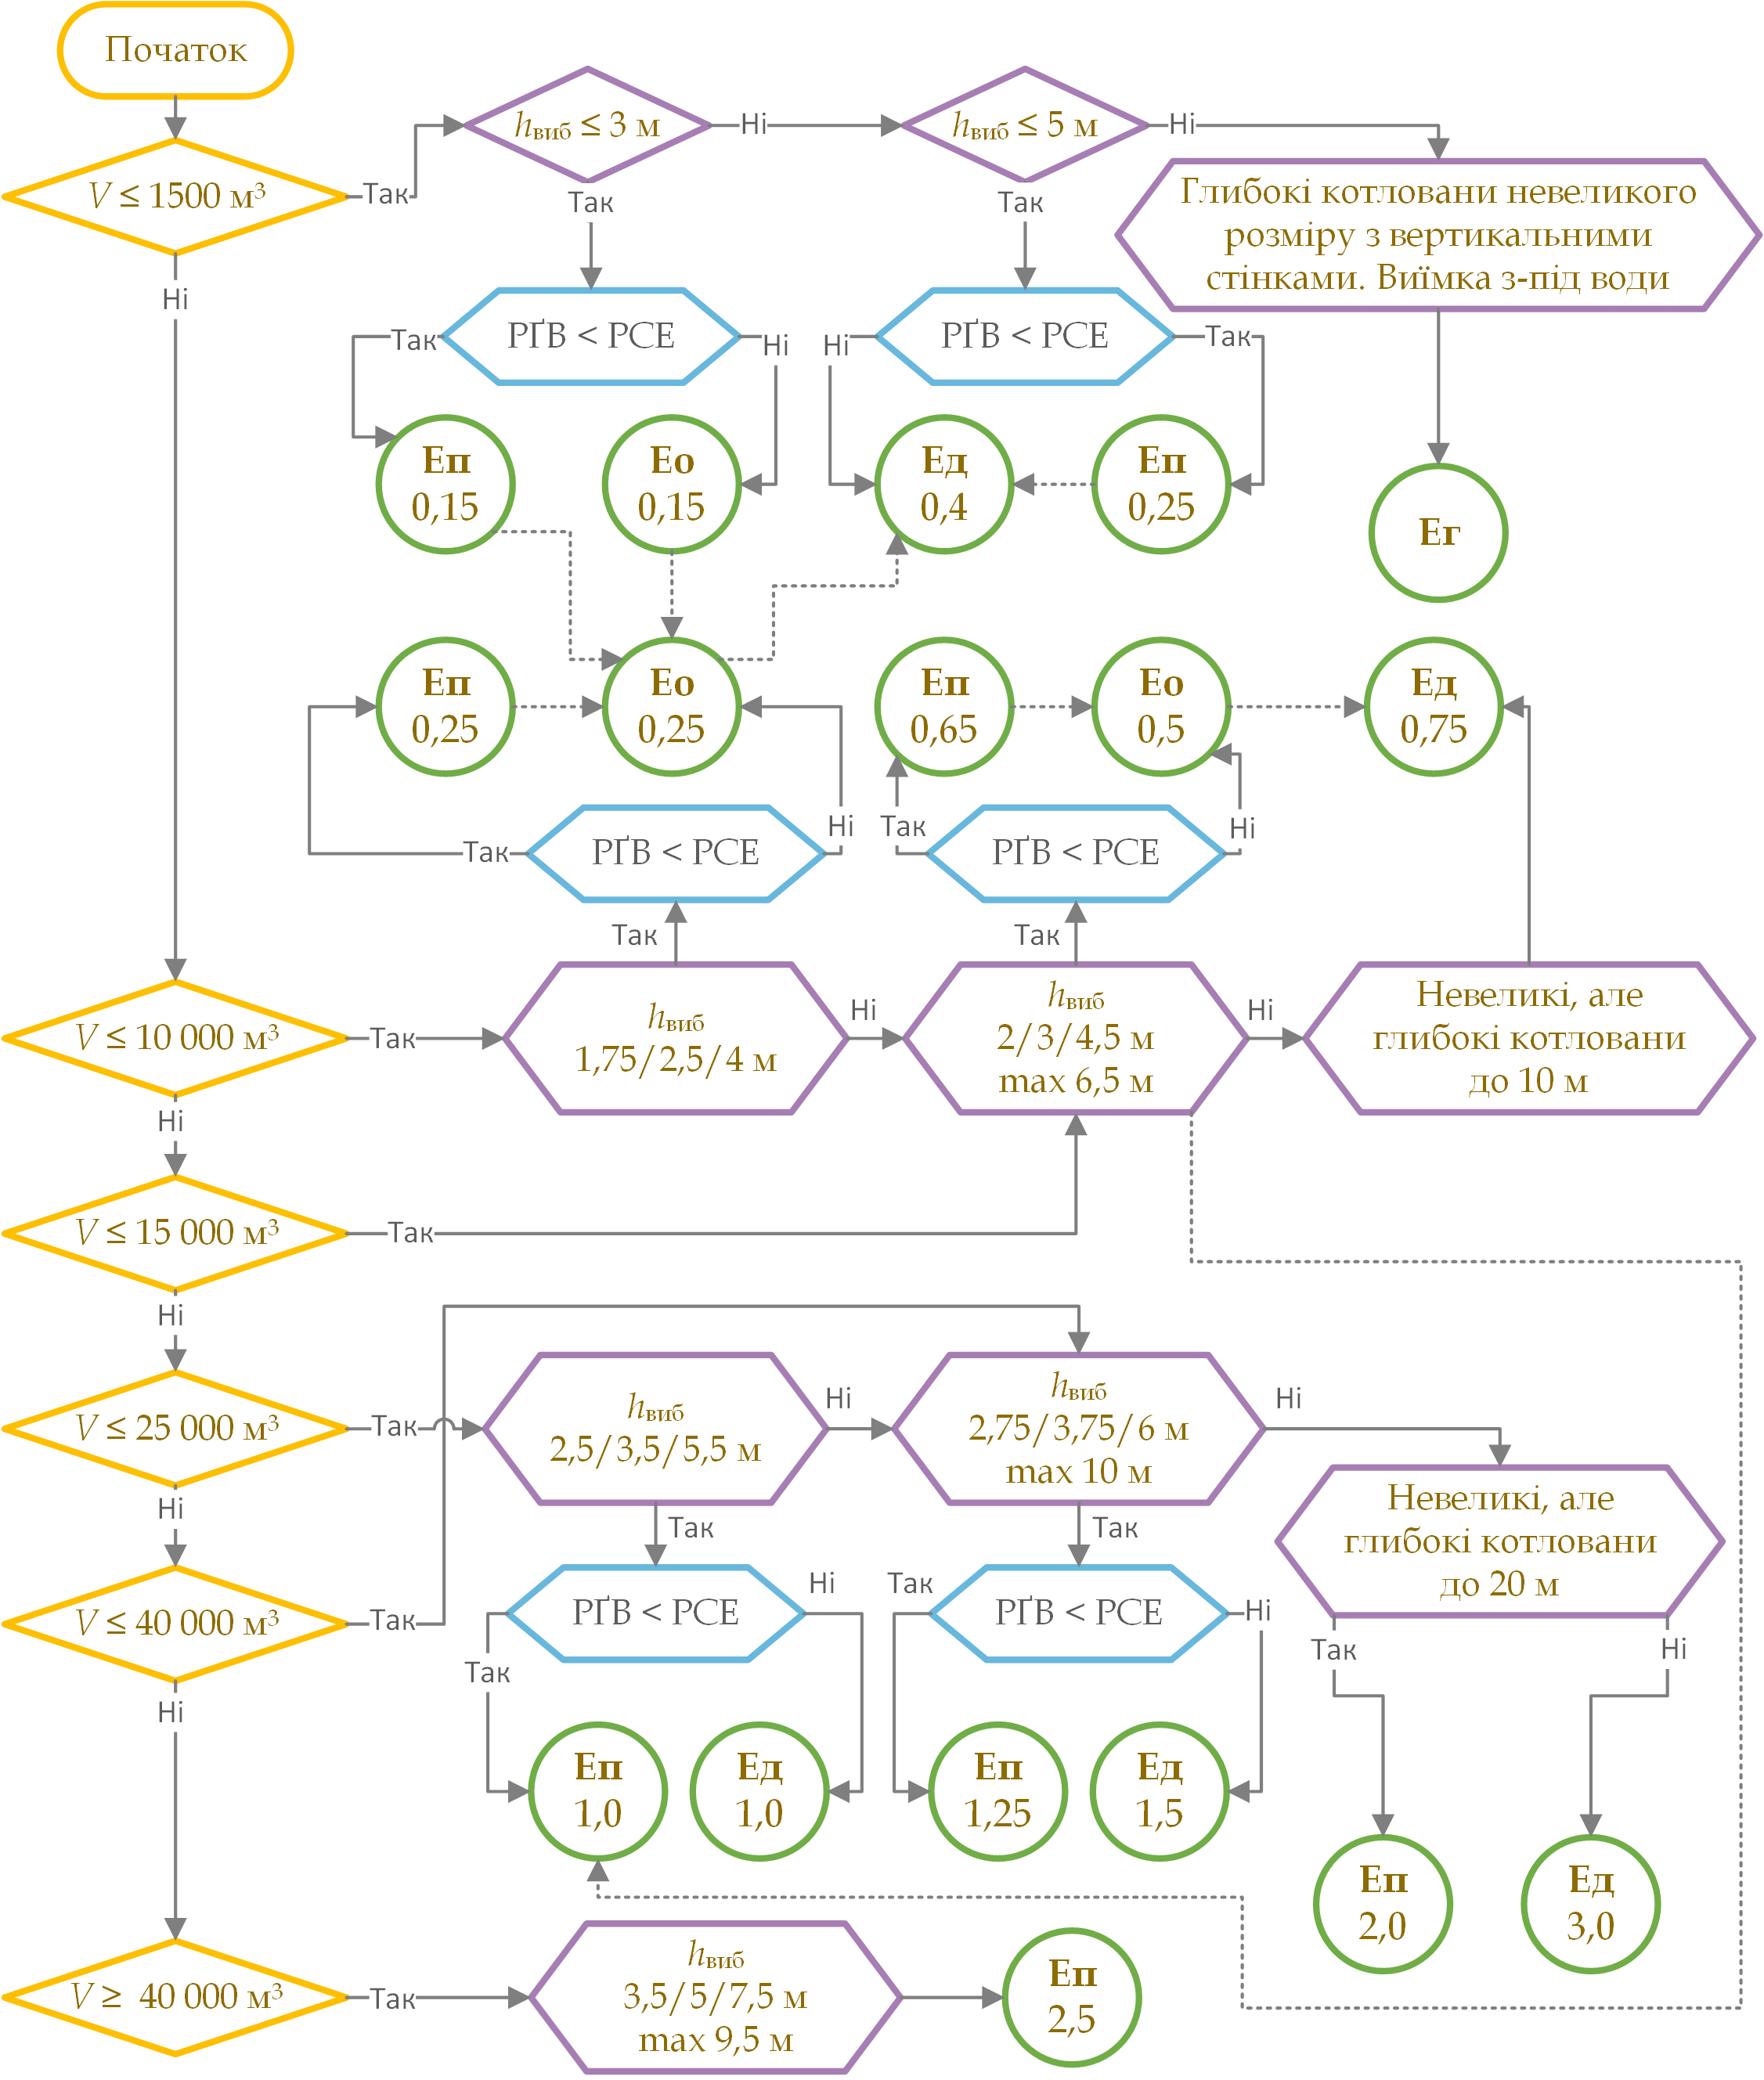 Початок
V ≤ 1500 м³
Так
hвиб ≤ 3 м
Ні
hвиб ≤ 5 м
Ні
Глибокі котловани невеликого
розміру з вертикальними
стінками. Виїмка з-під води
Так
Так
Ні
Так
РҐВ < РСЕ
Ні
Ні
РҐВ < РСЕ
Так
Еп
0,15
Ео
0,15
Ед
0,4
Еп
0,25
Ег
Еп
0,25
Ео
0,25
Еп
0,65
Ео
0,5
Ед
0,75
Так
РҐВ < РСЕ
Ні
Так
РҐВ < РСЕ
Ні
Так
Так
V ≤ 10 000 м³
Так
hвиб
1,75/2,5/4 м
Ні
hвиб
2/3/4,5 м
max 6,5 м
Ні
Невеликі, але
глибокі котловани
до 10 м
Ні
V ≤ 15 000 м³
Так
Ні
V ≤ 25 000 м³
Так
hвиб
2,5/3,5/5,5 м
Ні
hвиб
2,75/3,75/6 м
max 10 м
Ні
Невеликі, але
глибокі котловани
до 20 м
Ні
Так
Так
V ≤ 40 000 м³
Так
РҐВ < РСЕ
Ні
Так
Так
РҐВ < РСЕ
Ні
Так
Ні
Ні
Еп
1,0
Ед
1,0
Еп
1,25
Ед
1,5
Еп
2,0
Ед
3,0
V ≥ 40 000 м³
Так
hвиб
3,5/5/7,5 м
max 9,5 м
Еп
2,5